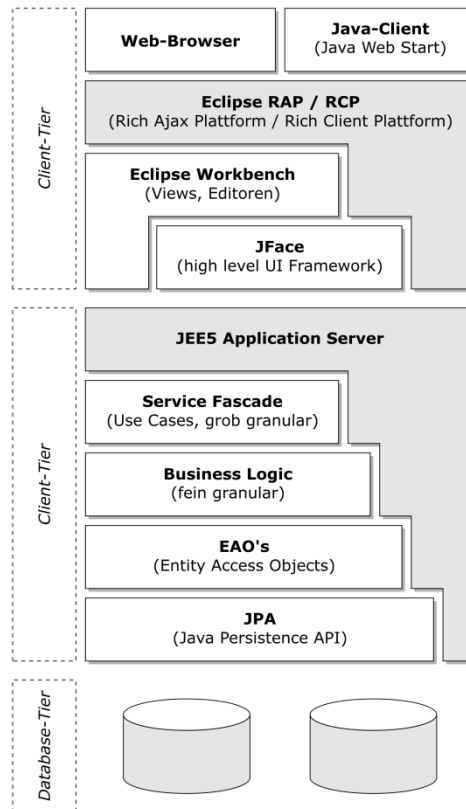 Client-Tier
Web-Browser
Java-Client
(Java Web Start)
Eclipse RAP / RCP
(Rich Ajax Plattform / Rich Client Plattform)
Eclipse Workbench
(Views, Editoren)
JFace
(high level UI Framework)
Client-Tier
JEE5 Application Server
Service Fascade
(Use Cases, grob granular)
Business Logic
(fein granular)
EAO's
(Entity Access Objects)
JPA
(Java Persistence API)
Database-Tier